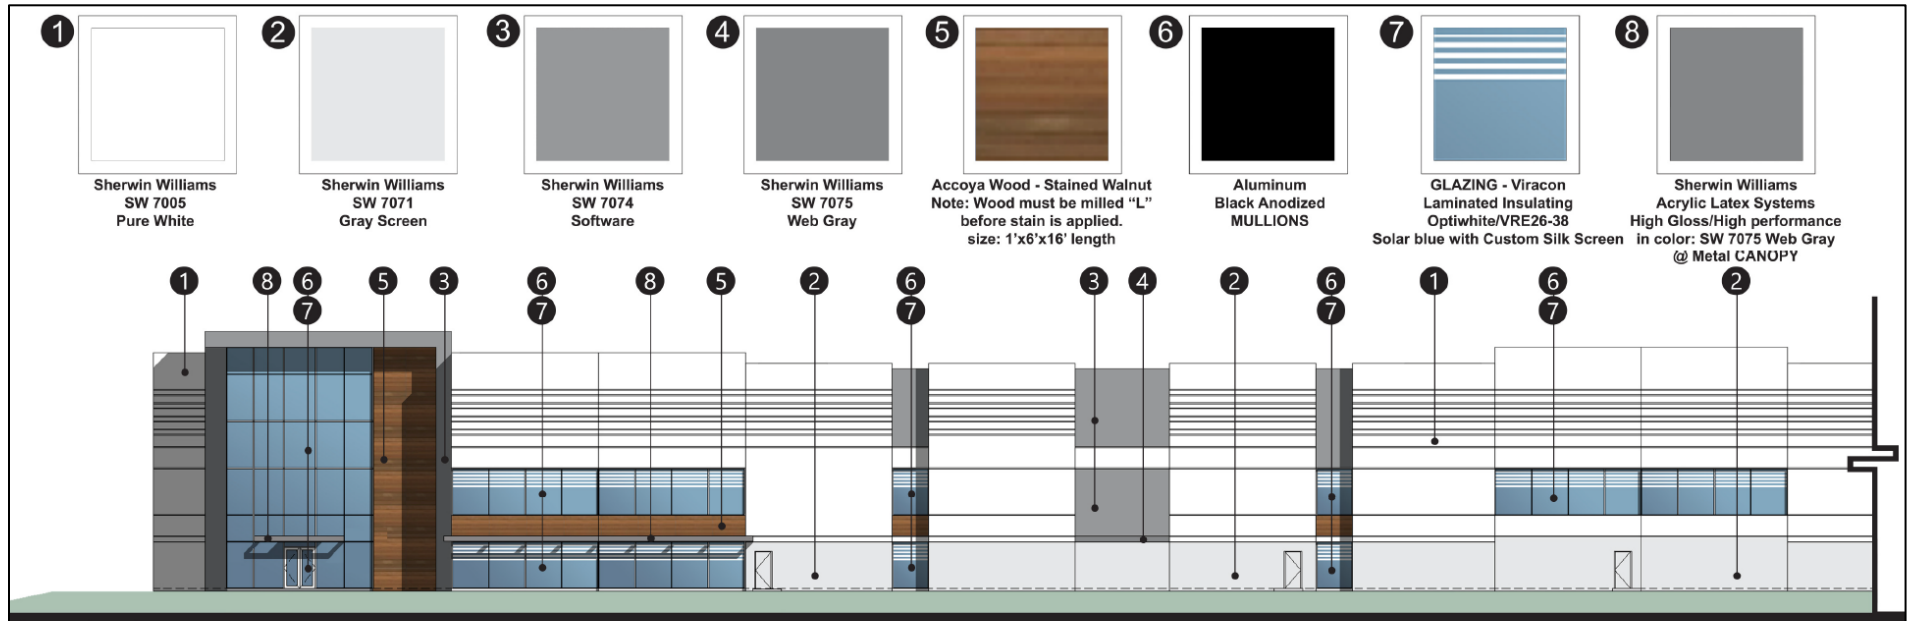 1
Sherwin Williams
SW 7005
Pure White
2
Sherwin Williams
SW 7071
Gray Screen
3
Sherwin Williams
SW 7074
Software
4
Sherwin Williams
SW 7075
Web Gray
5
Accoya Wood - Stained Walnut
Note: Wood must be milled “L”
before stain is applied.
size: 1'x6'x16' length
6
Aluminum
Black Anodized
MULLIONS
7
GLAZING - Viracon
Laminated Insulating
Optiwhite/VRE26-38
Solar blue with Custom Silk Screen
8
Sherwin Williams
Acrylic Latex Systems
High Gloss/High performance
in color: SW 7075 Web Gray
@ Metal CANOPY
1 8 6 5 3 6 8 5 2 6 3 4 2 6 1 6 2
7 7 7 7 7